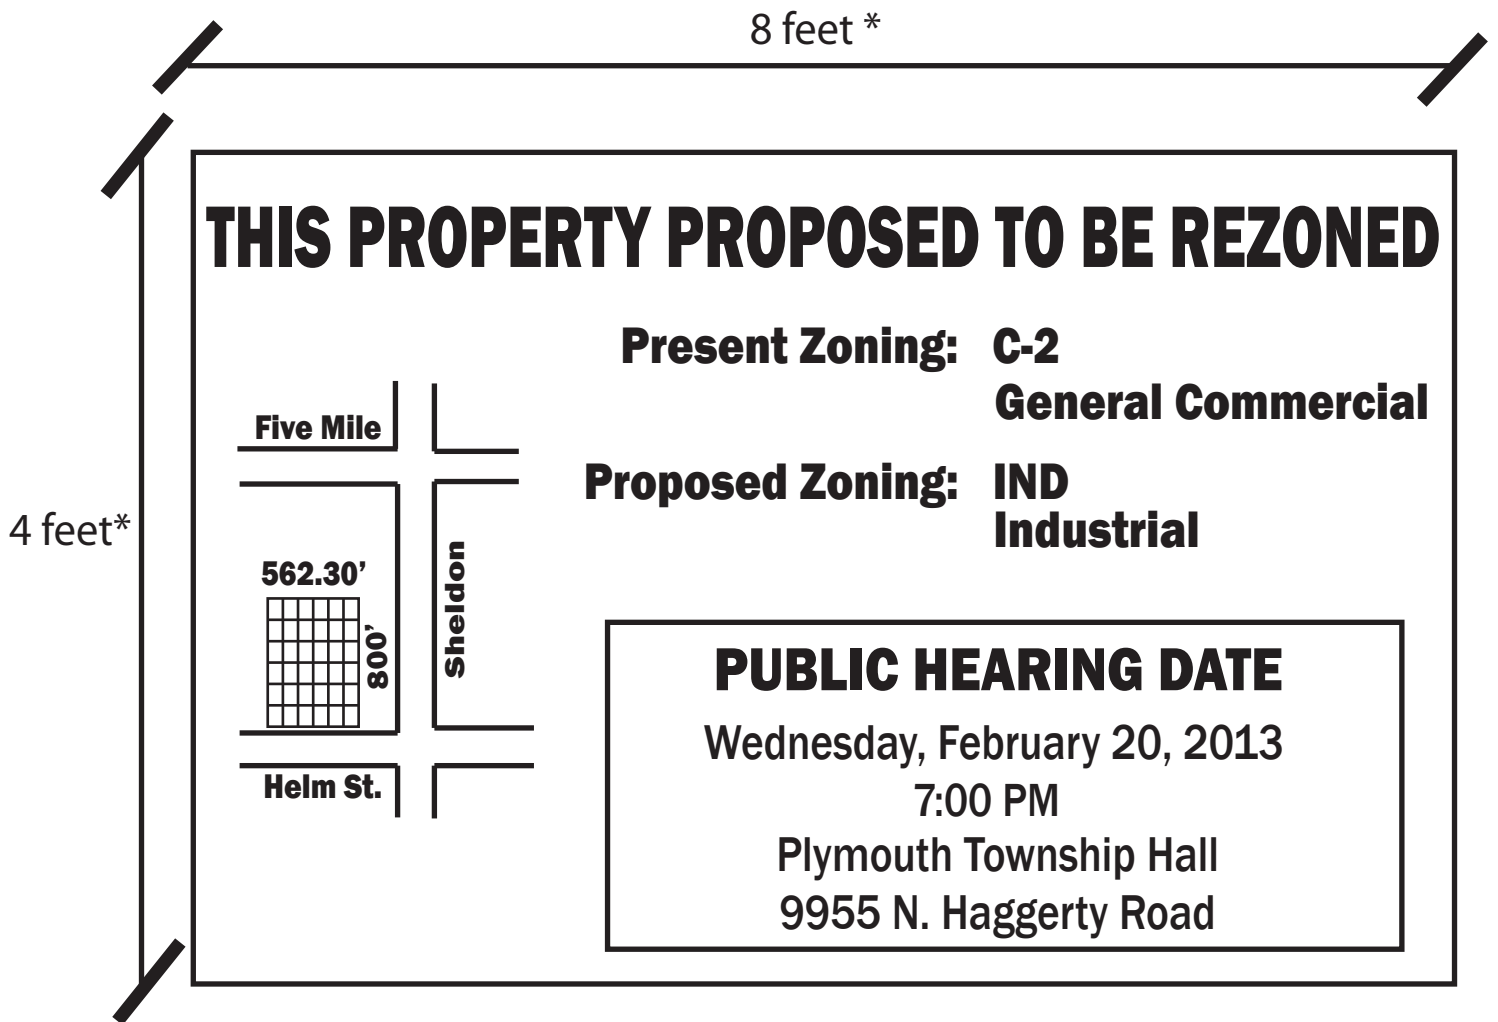 8 feet *
THIS PROPERTY PROPOSED TO BE REZONED
Present Zoning: C-2
General Commercial
Five Mile
Proposed Zoning: IND
Industrial
4 feet*
562.30’
800’
Sheldon
Helm St.
PUBLIC HEARING DATE
Wednesday, February 20, 2013
7:00 PM
Plymouth Township Hall
9955 N. Haggerty Road